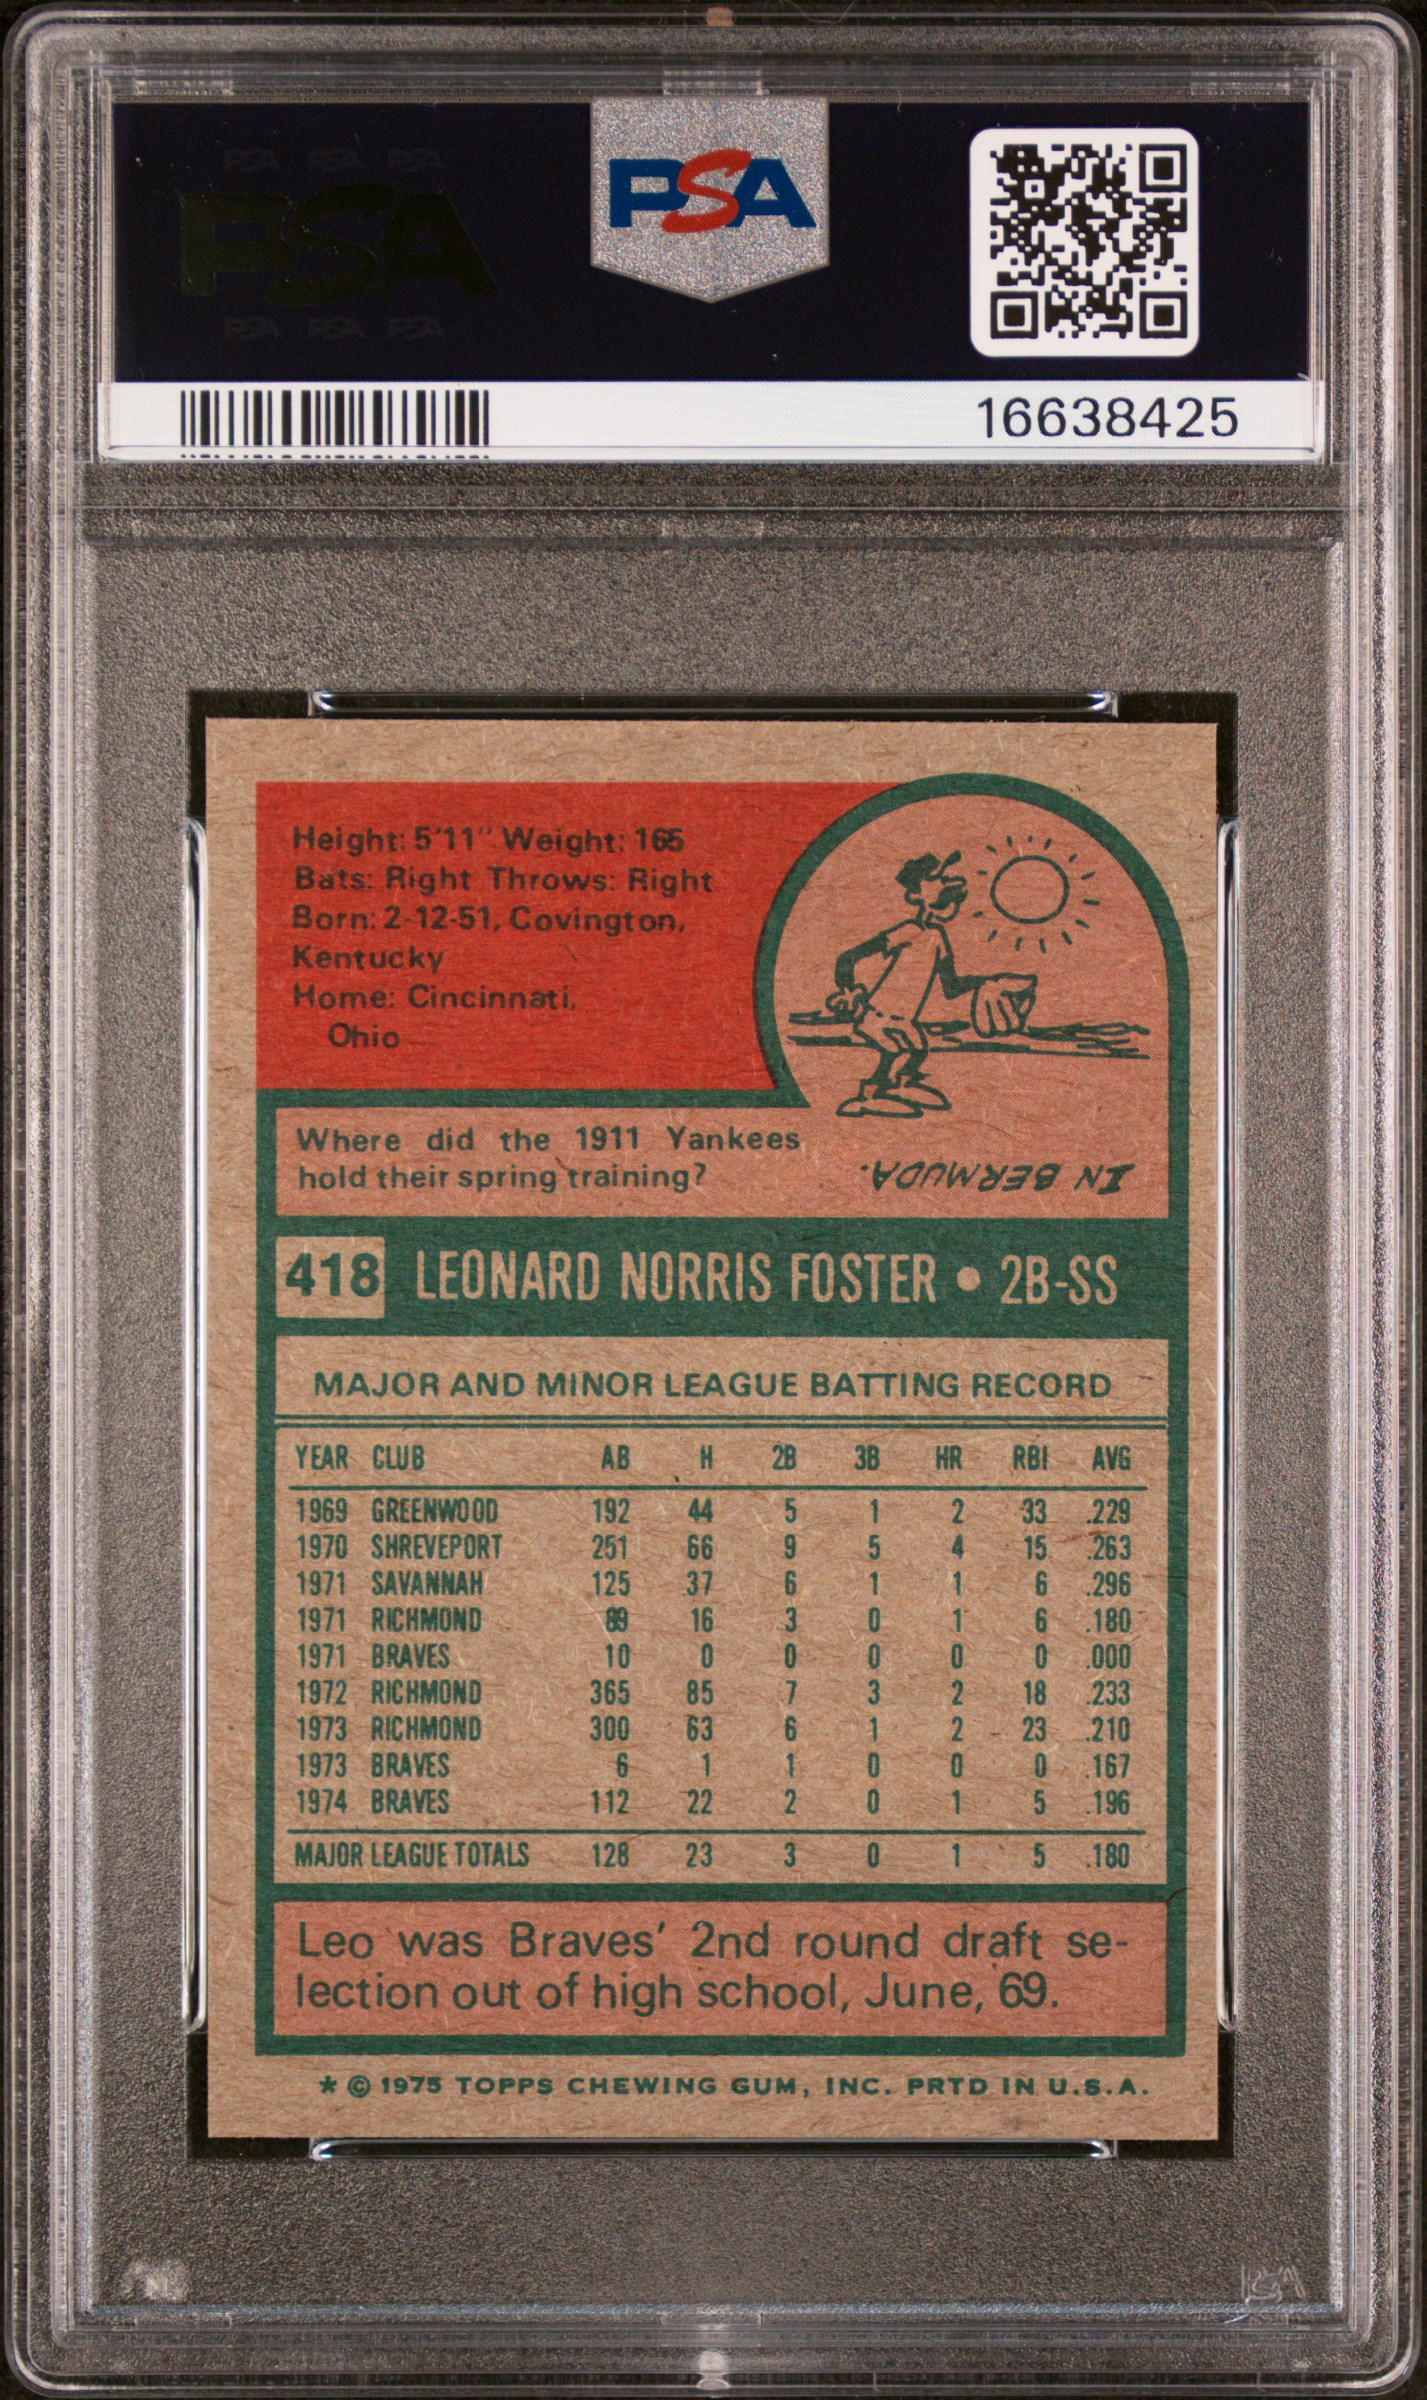 PSA PSA PSA
PSA
PSA PSA PSA
PSA
16638425
Height: 5'11" Weight: 165
Bats: Right Throws: Right
Born: 2-12-51, Covington,
Kentucky
Home: Cincinnati,
Ohio
Where did the 1911 Yankees
hold their spring training?
IN BERMUDA.
418 LEONARD NORRIS FOSTER • 2B-SS
MAJOR AND MINOR LEAGUE BATTING RECORD
YEAR CLUB AB H 2B 3B HR RBI AVG
1969 GREENWOOD 192 44 5 1 2 33 .229
1970 SHREVEPORT 251 66 9 5 4 15 .263
1971 SAVANNAH 125 37 6 1 1 6 .296
1971 RICHMOND 89 16 3 0 1 6 .180
1971 BRAVES 10 0 0 0 0 0 .000
1972 RICHMOND 365 85 7 3 2 18 .233
1973 RICHMOND 300 63 6 1 2 23 .210
1973 BRAVES 6 1 1 0 0 0 .167
1974 BRAVES 112 22 2 0 1 5 .196
MAJOR LEAGUE TOTALS 128 23 3 0 1 5 .180
Leo was Braves' 2nd round draft se-
lection out of high school, June, 69.
* © 1975 TOPPS CHEWING GUM, INC. PRTD IN U.S.A.
PSA